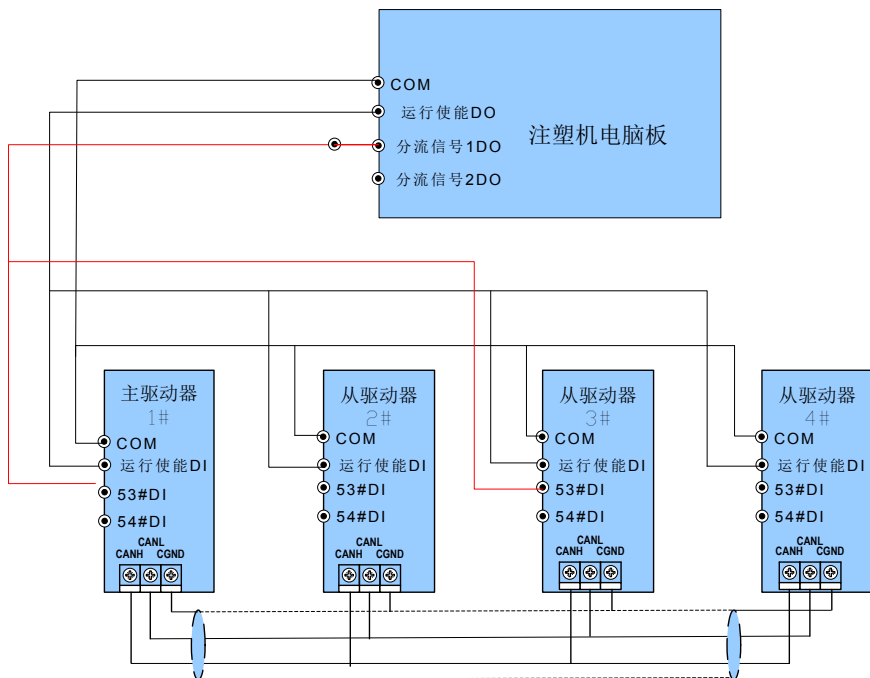 COM
运行使能DO
分流信号1DO
分流信号2DO
注塑机电脑板
主驱动器
1#
COM
运行使能DI
53#DI
54#DI
CANL
CANH CGND
从驱动器
2#
COM
运行使能DI
53#DI
54#DI
CANL
CANH CGND
从驱动器
3#
COM
运行使能DI
53#DI
54#DI
CANL
CANH CGND
从驱动器
4#
COM
运行使能DI
53#DI
54#DI
CANL
CANH CGND